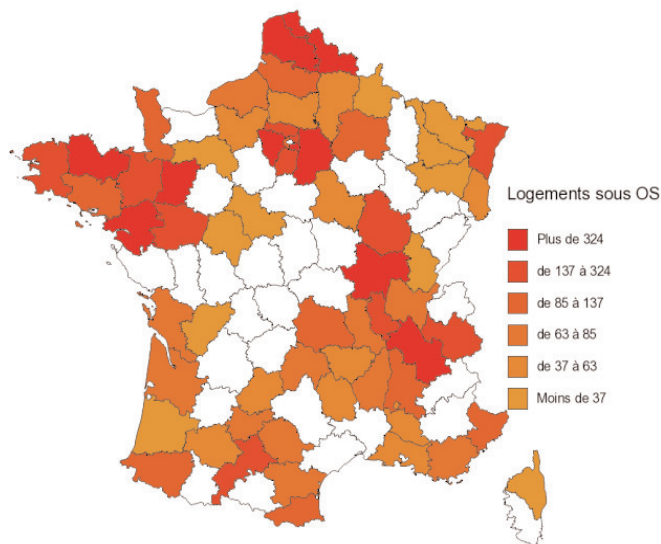 Logements sous OS
Plus de 324
de 137 à 324
de 85 à 137
de 63 à 85
de 37 à 63
Moins de 37